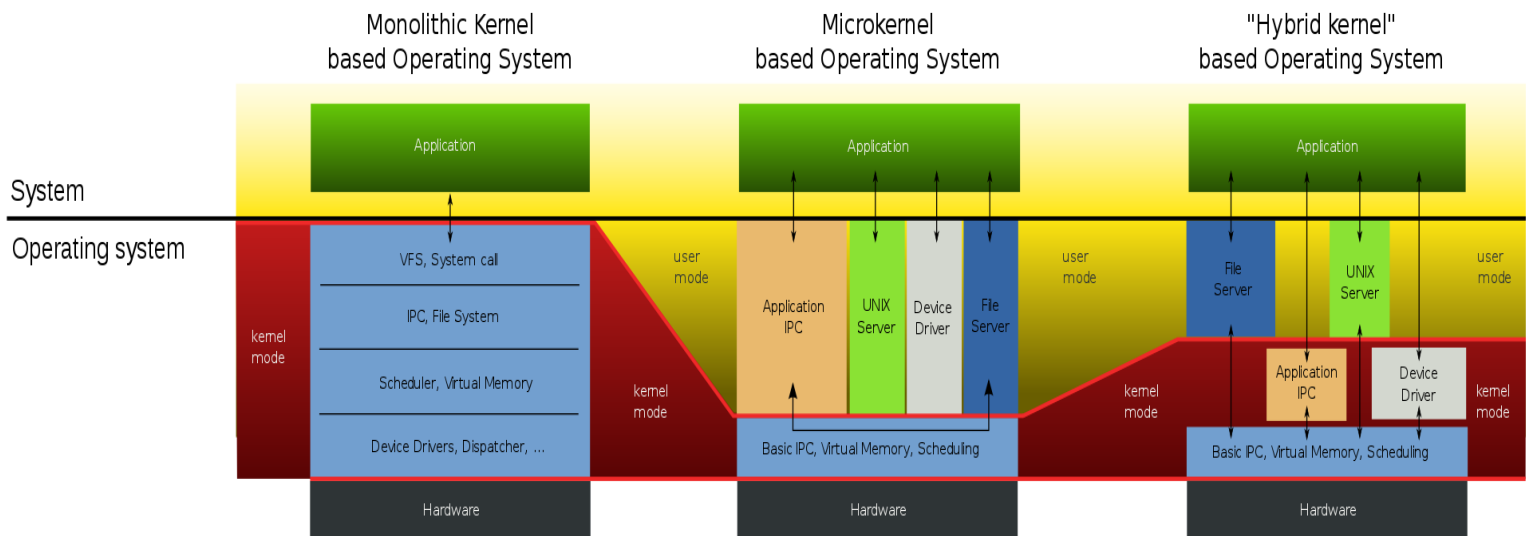 Monolithic Kernel
based Operating System
Microkernel
based Operating System
"Hybrid kernel"
based Operating System
System
Operating system
Application
VFS, System call
IPC, File System
Scheduler, Virtual Memory
Device Drivers, Dispatcher, ...
Hardware
kernel
mode
kernel
mode
user
mode
Application
Application
IPC
UNIX
Server
Device
Driver
File
Server
Basic IPC, Virtual Memory, Scheduling
Hardware
user
mode
kernel
mode
Application
File
Server
UNIX
Server
Application
IPC
Device
Driver
Basic IPC, Virtual Memory, Scheduling
Hardware
user
mode
kernel
mode